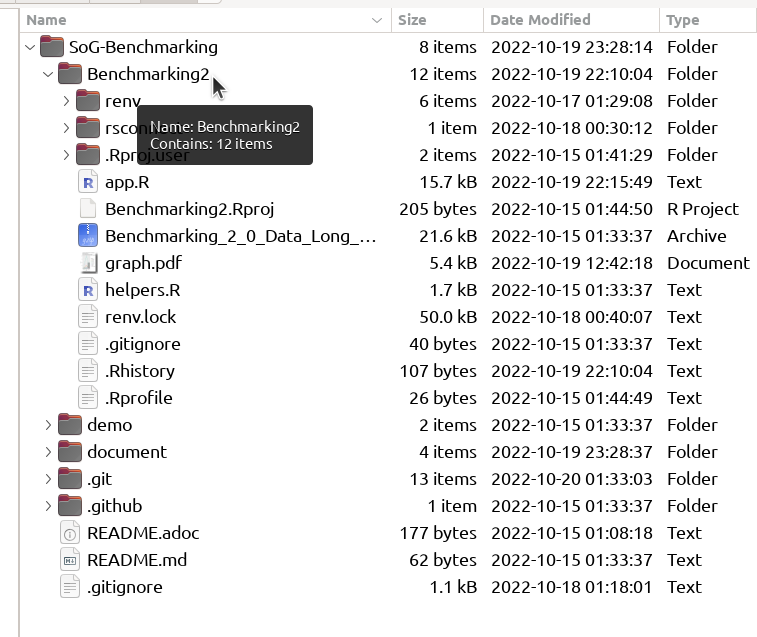 Name Size Date Modified Type
SoG-Benchmarking 8 items 2022-10-19 23:28:14 Folder
Benchmarking2 12 items 2022-10-19 22:10:04 Folder
renv 6 items 2022-10-17 01:29:08 Folder
rsconnect 1 item 2022-10-18 00:30:12 Folder
Name: Benchmarking2
Contains: 12 items
.Rproj.user 2 items 2022-10-15 01:41:29 Folder
app.R 15.7 kB 2022-10-19 22:15:49 Text
Benchmarking2.Rproj 205 bytes 2022-10-15 01:44:50 R Project
Benchmarking_2_0_Data_Long_... 21.6 kB 2022-10-15 01:33:37 Archive
graph.pdf 5.4 kB 2022-10-19 12:42:18 Document
helpers.R 1.7 kB 2022-10-15 01:33:37 Text
renv.lock 50.0 kB 2022-10-18 00:40:07 Text
.gitignore 40 bytes 2022-10-15 01:33:37 Text
.Rhistory 107 bytes 2022-10-19 22:10:04 Text
.Rprofile 26 bytes 2022-10-15 01:44:49 Text
demo 2 items 2022-10-15 01:33:37 Folder
document 4 items 2022-10-19 23:28:37 Folder
.git 13 items 2022-10-20 01:33:03 Folder
.github 1 item 2022-10-15 01:33:37 Folder
README.adoc 177 bytes 2022-10-15 01:08:18 Text
README.md 62 bytes 2022-10-15 01:33:37 Text
.gitignore 1.1 kB 2022-10-18 01:18:01 Text